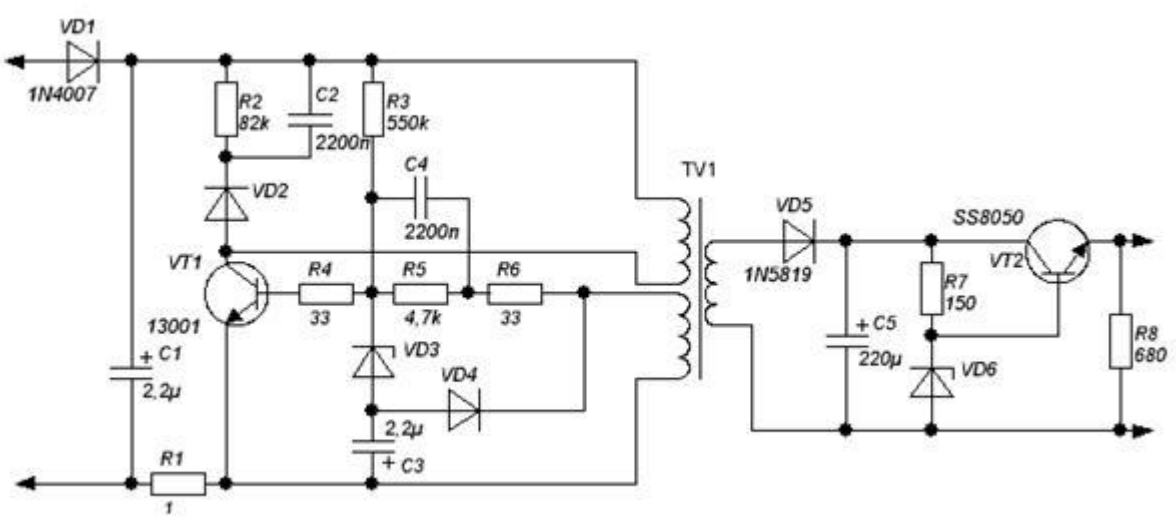 VD1
1N4007
R2
82k
C2
2200n
R3
550k
C4
2200n
VD2
TV1
VT1
13001
R4
33
R5
4,7k
R6
33
VD5
1N5819
SS8050
VT2
R7
150
+ C1
2,2µ
VD3
VD4
2,2µ
+ C3
+ C5
220µ
VD6
R8
680
R1
1